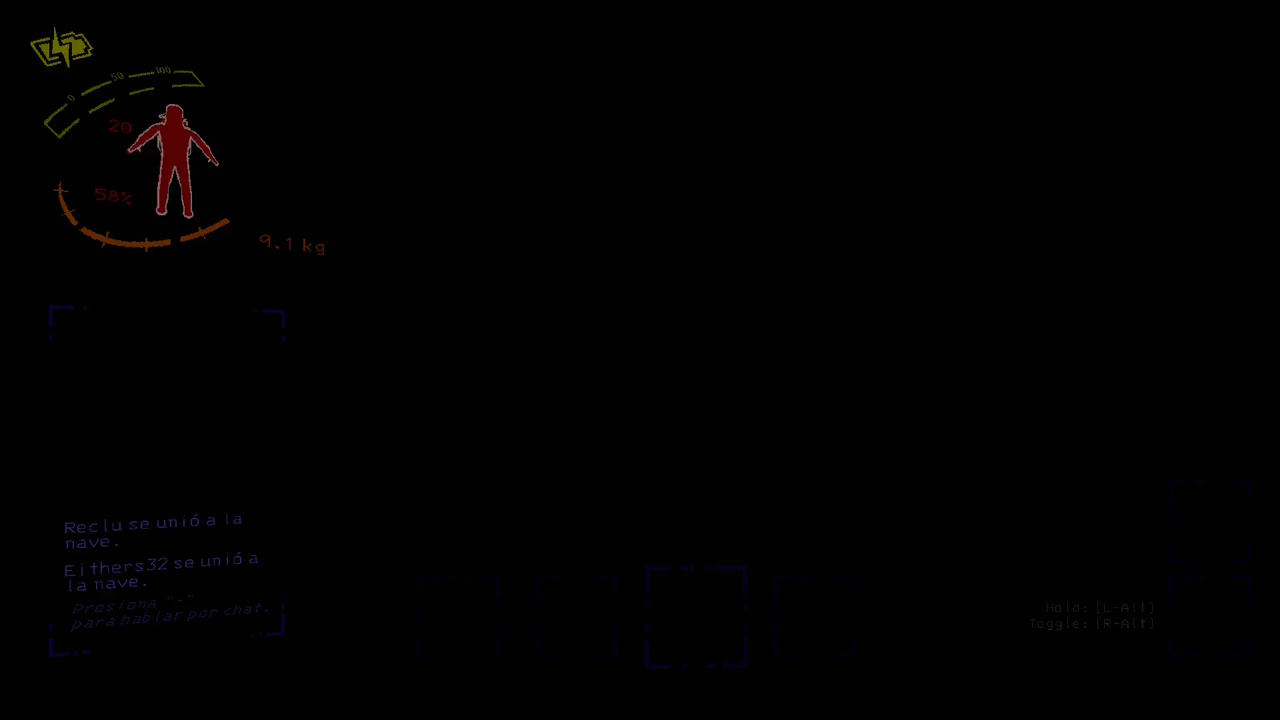 0 50 100
20
58%
9.1 kg
Reclu se unió a la
nave.
Eithers32 se unió a
la nave.
Presiona "-"
para hablar por chat.
Hold: [L-Alt]
Toggle: [R-Alt]